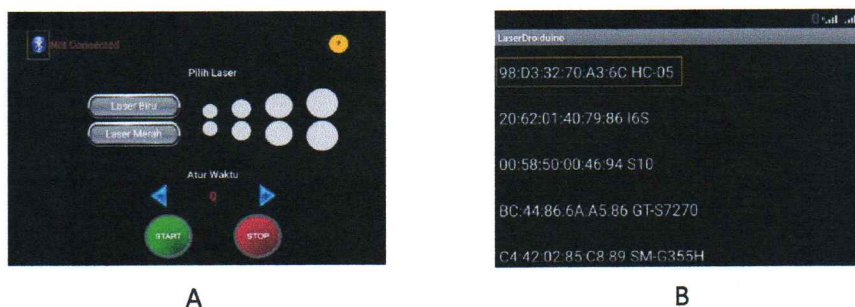 Not Connected
?
Pilih Laser
Laser Biru
Laser Merah
Atur Waktu
0
START
STOP
LaserDroiduino
98:D3:32:70:A3:6C HC-05
20:62:01:40:79:86 I6S
00:58:50:00:46:94 S10
BC:44:86:6A:A5:86 GT-S7270
C4:42:02:85:C8:89 SM-G355H
A
B